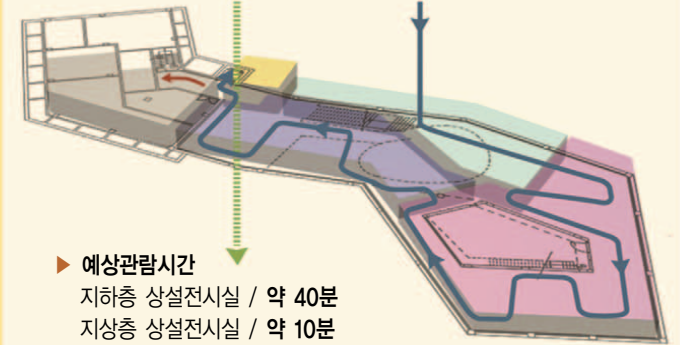 ▶ 예상관람시간
지하층 상설전시실 / 약 40분
지상층 상설전시실 / 약 10분